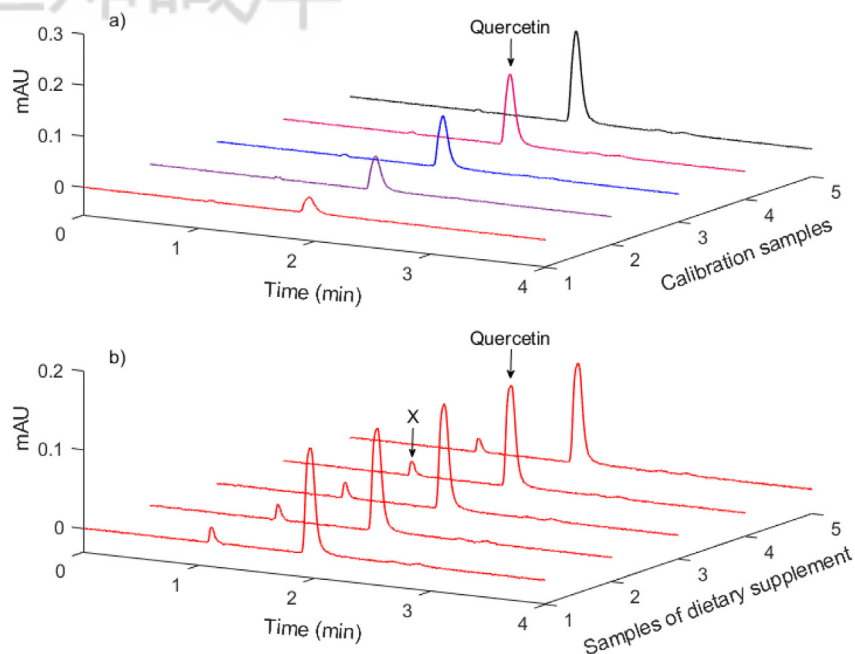 a)
Quercetin
0.3
0.2
0.1
0
mAU
0
1
2
3
4
Time (min)
1
2
3
4
5
Calibration samples
b)
Quercetin
X
0.2
0.1
0
mAU
0
1
2
3
4
Time (min)
1
2
3
4
5
Samples of dietary supplement